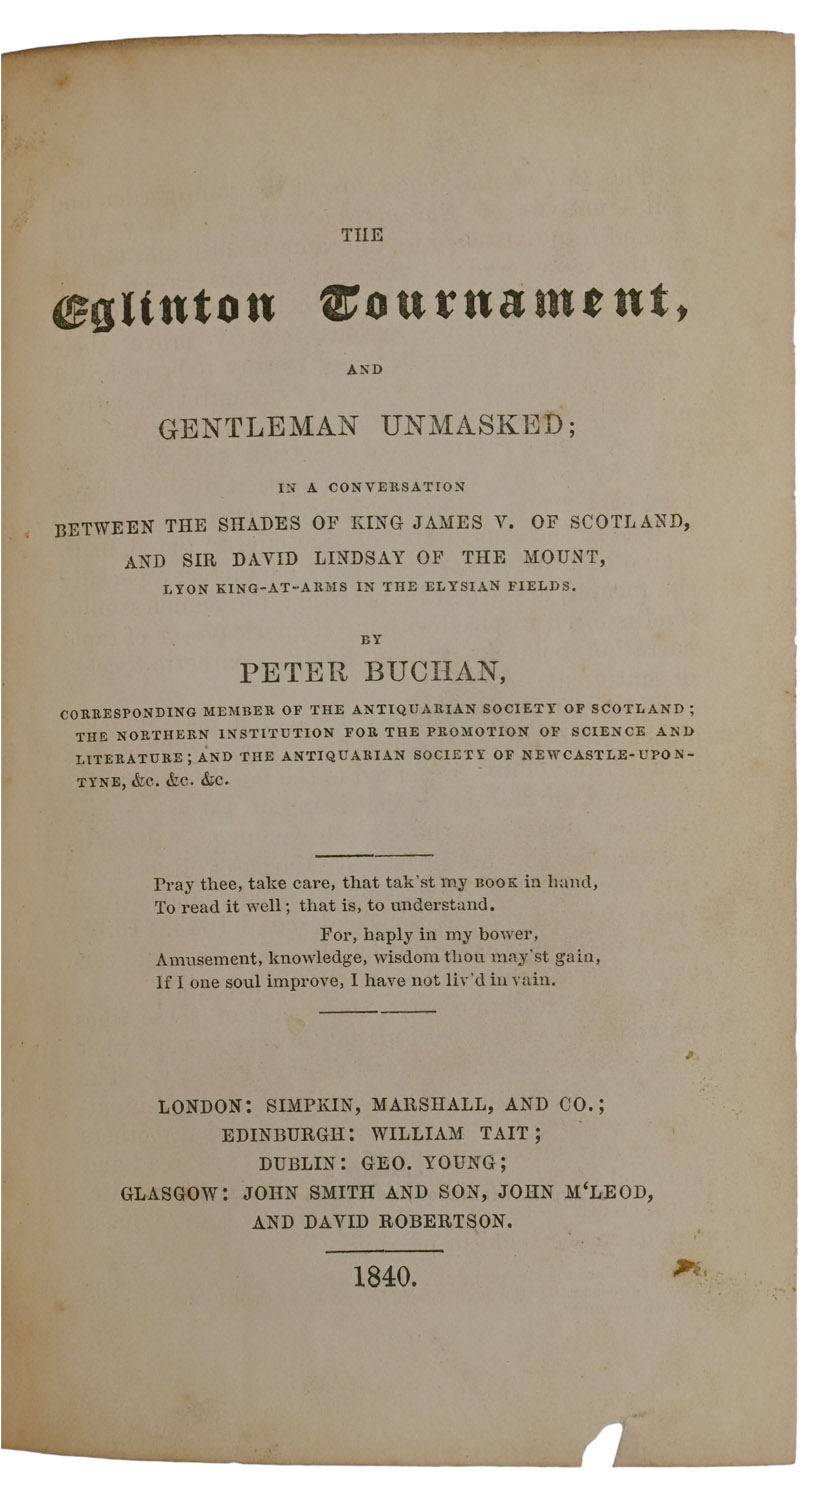 THE
Eglinton Tournament,
AND
GENTLEMAN UNMASKED;
IN A CONVERSATION
BETWEEN THE SHADES OF KING JAMES V. OF SCOTLAND,
AND SIR DAVID LINDSAY OF THE MOUNT,
LYON KING-AT-ARMS IN THE ELYSIAN FIELDS.
BY
PETER BUCHAN,
CORRESPONDING MEMBER OF THE ANTIQUARIAN SOCIETY OF SCOTLAND;
THE NORTHERN INSTITUTION FOR THE PROMOTION OF SCIENCE AND
LITERATURE; AND THE ANTIQUARIAN SOCIETY OF NEWCASTLE-UPON-
TYNE, &c. &c. &c.
Pray thee, take care, that tak'st my BOOK in hand,
To read it well; that is, to understand.
For, haply in my bower,
Amusement, knowledge, wisdom thou may'st gain,
If I one soul improve, I have not liv'd in vain.
LONDON: SIMPKIN, MARSHALL, AND CO.;
EDINBURGH: WILLIAM TAIT;
DUBLIN: GEO. YOUNG;
GLASGOW: JOHN SMITH AND SON, JOHN M‘LEOD,
AND DAVID ROBERTSON.
1840.